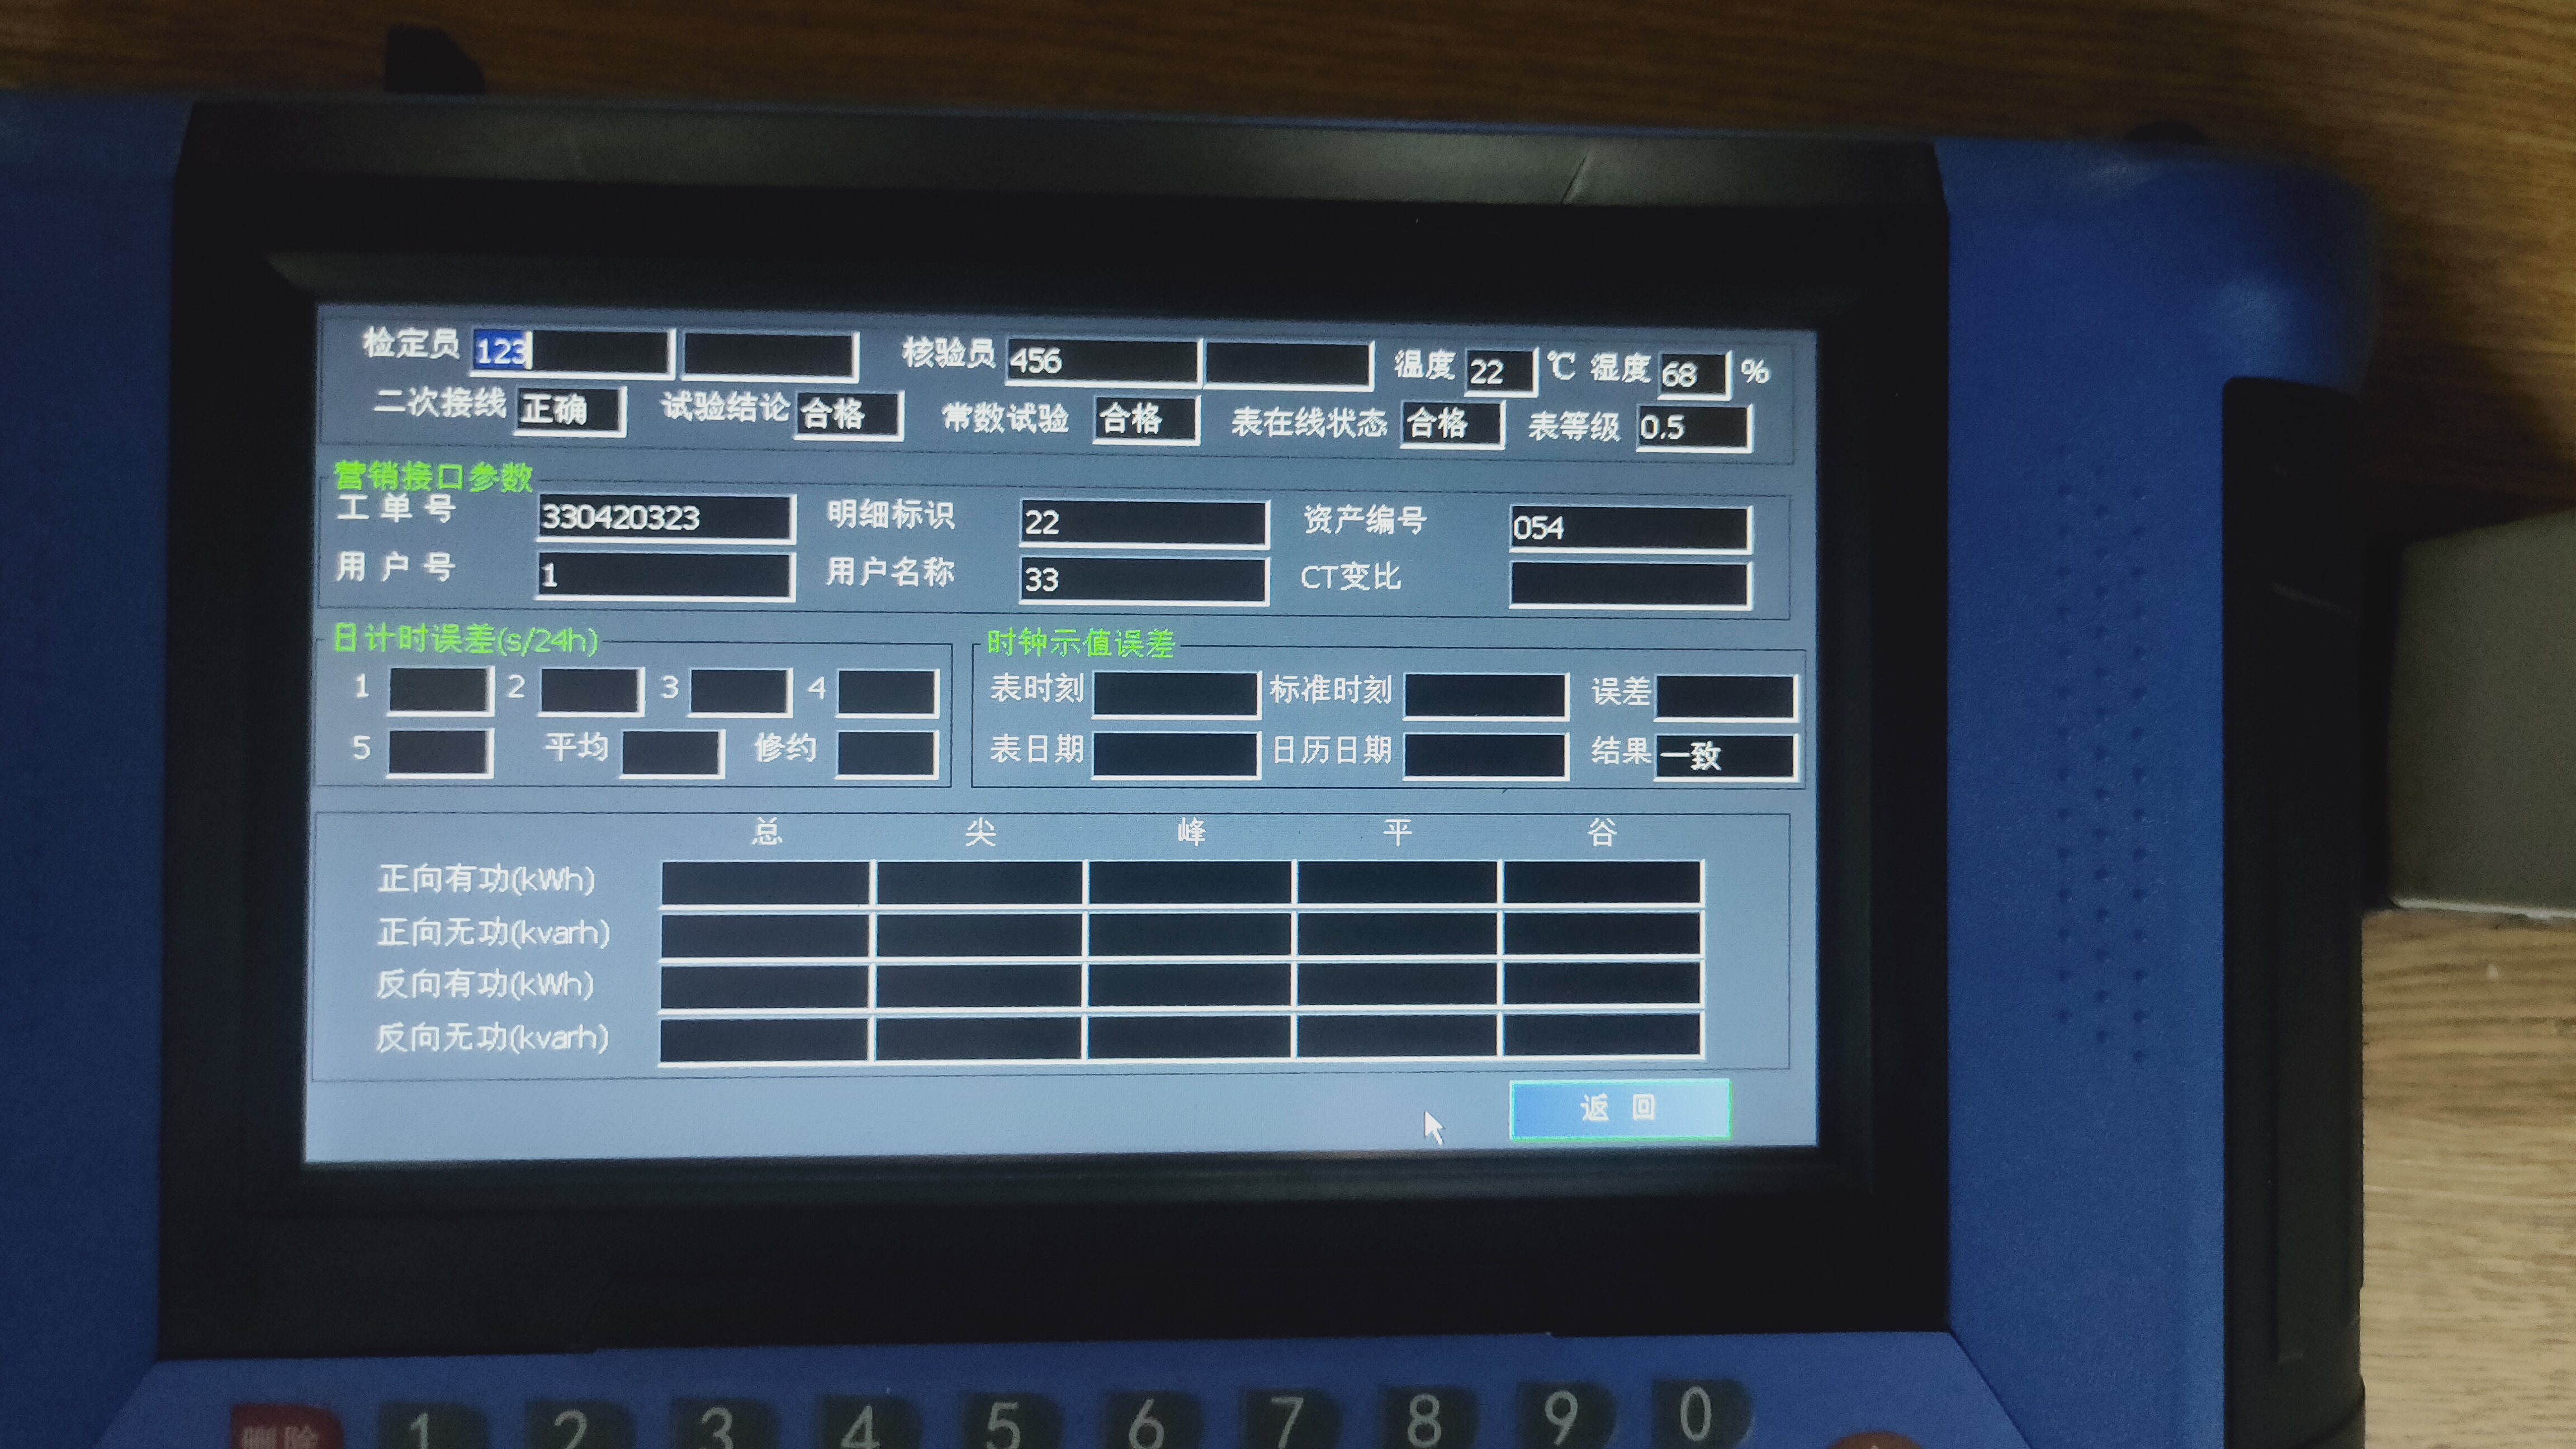 检定员 123 核验员 456 温度 22 ℃ 湿度 68 %
二次接线 正确 试验结论 合格 常数试验 合格 表在线状态 合格 表等级 0.5
营销接口参数
工单号 330420323 明细标识 22 资产编号 054
用户号 1 用户名称 33 CT变比
日计时误差(s/24h) 时钟示值误差
1 2 3 4 表时刻 标准时刻 误差
5 平均 修约 表日期 日历日期 结果 一致
总 尖 峰 平 谷
正向有功(kWh)
正向无功(kvarh)
反向有功(kWh)
反向无功(kvarh)
返回
删除 1 2 3 4 5 6 7 8 9 0